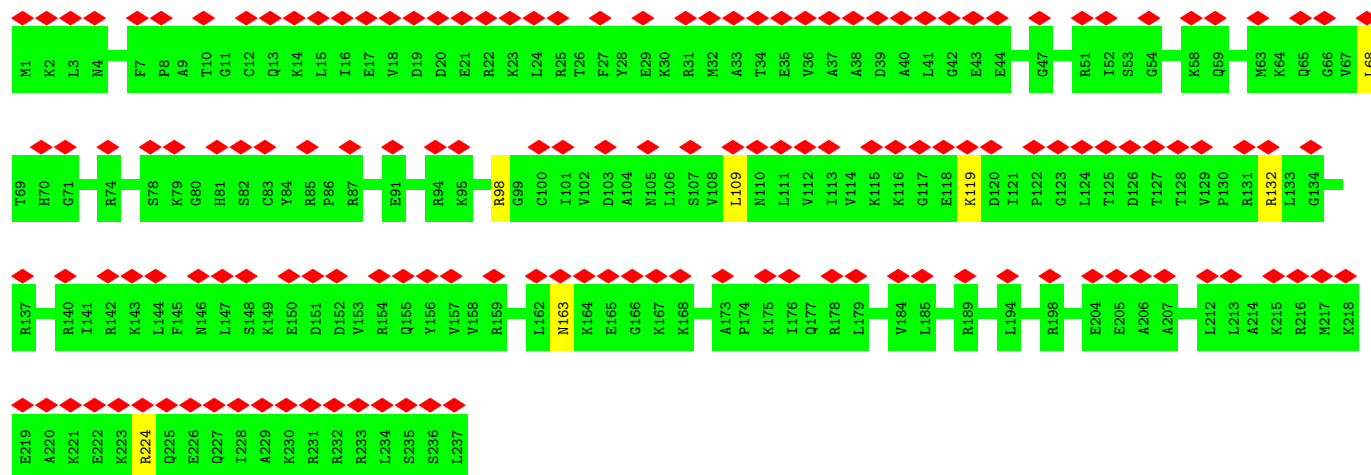 M1 K2 L3 N4 F7 P8 A9 T10 G11 C12 Q13 K14 L15 I16 E17 V18 D19 D20 E21 R22 K23 L24 R25 T26 F27 Y28 E29 K30 R31 M32 A33 T34 E35 V36 A37 A38 D39 A40 L41 G42 E43 E44 G47 R51 I52 S53 G54 K58 Q59 M63 K64 Q65 G66 V67 L68
T69 H70 G71 R74 S78 K79 G80 H81 S82 C83 Y84 R85 P86 R87 E91 R94 K95 R98 G99 C100 I101 V102 D103 A104 N105 L106 S107 V108 L109 N110 L111 V112 I113 V114 K115 K116 G117 E118 K119 D120 I121 P122 G123 L124 T125 D126 T127 T128 V129 P130 R131 R132 L133 G134
R137 R140 I141 R142 K143 L144 F145 N146 L147 S148 K149 E150 D151 D152 V153 R154 Q155 Y156 V157 V158 R159 L162 N163 K164 E165 G166 K167 K168 A173 P174 K175 I176 Q177 R178 L179 V184 L185 R189 L194 R198 E204 E205 A206 A207 L212 L213 A214 K215 R216 M217 K218
E219 A220 K221 E222 K223 R224 Q225 E226 Q227 I228 A229 K230 R231 R232 R233 L234 S235 S236 L237